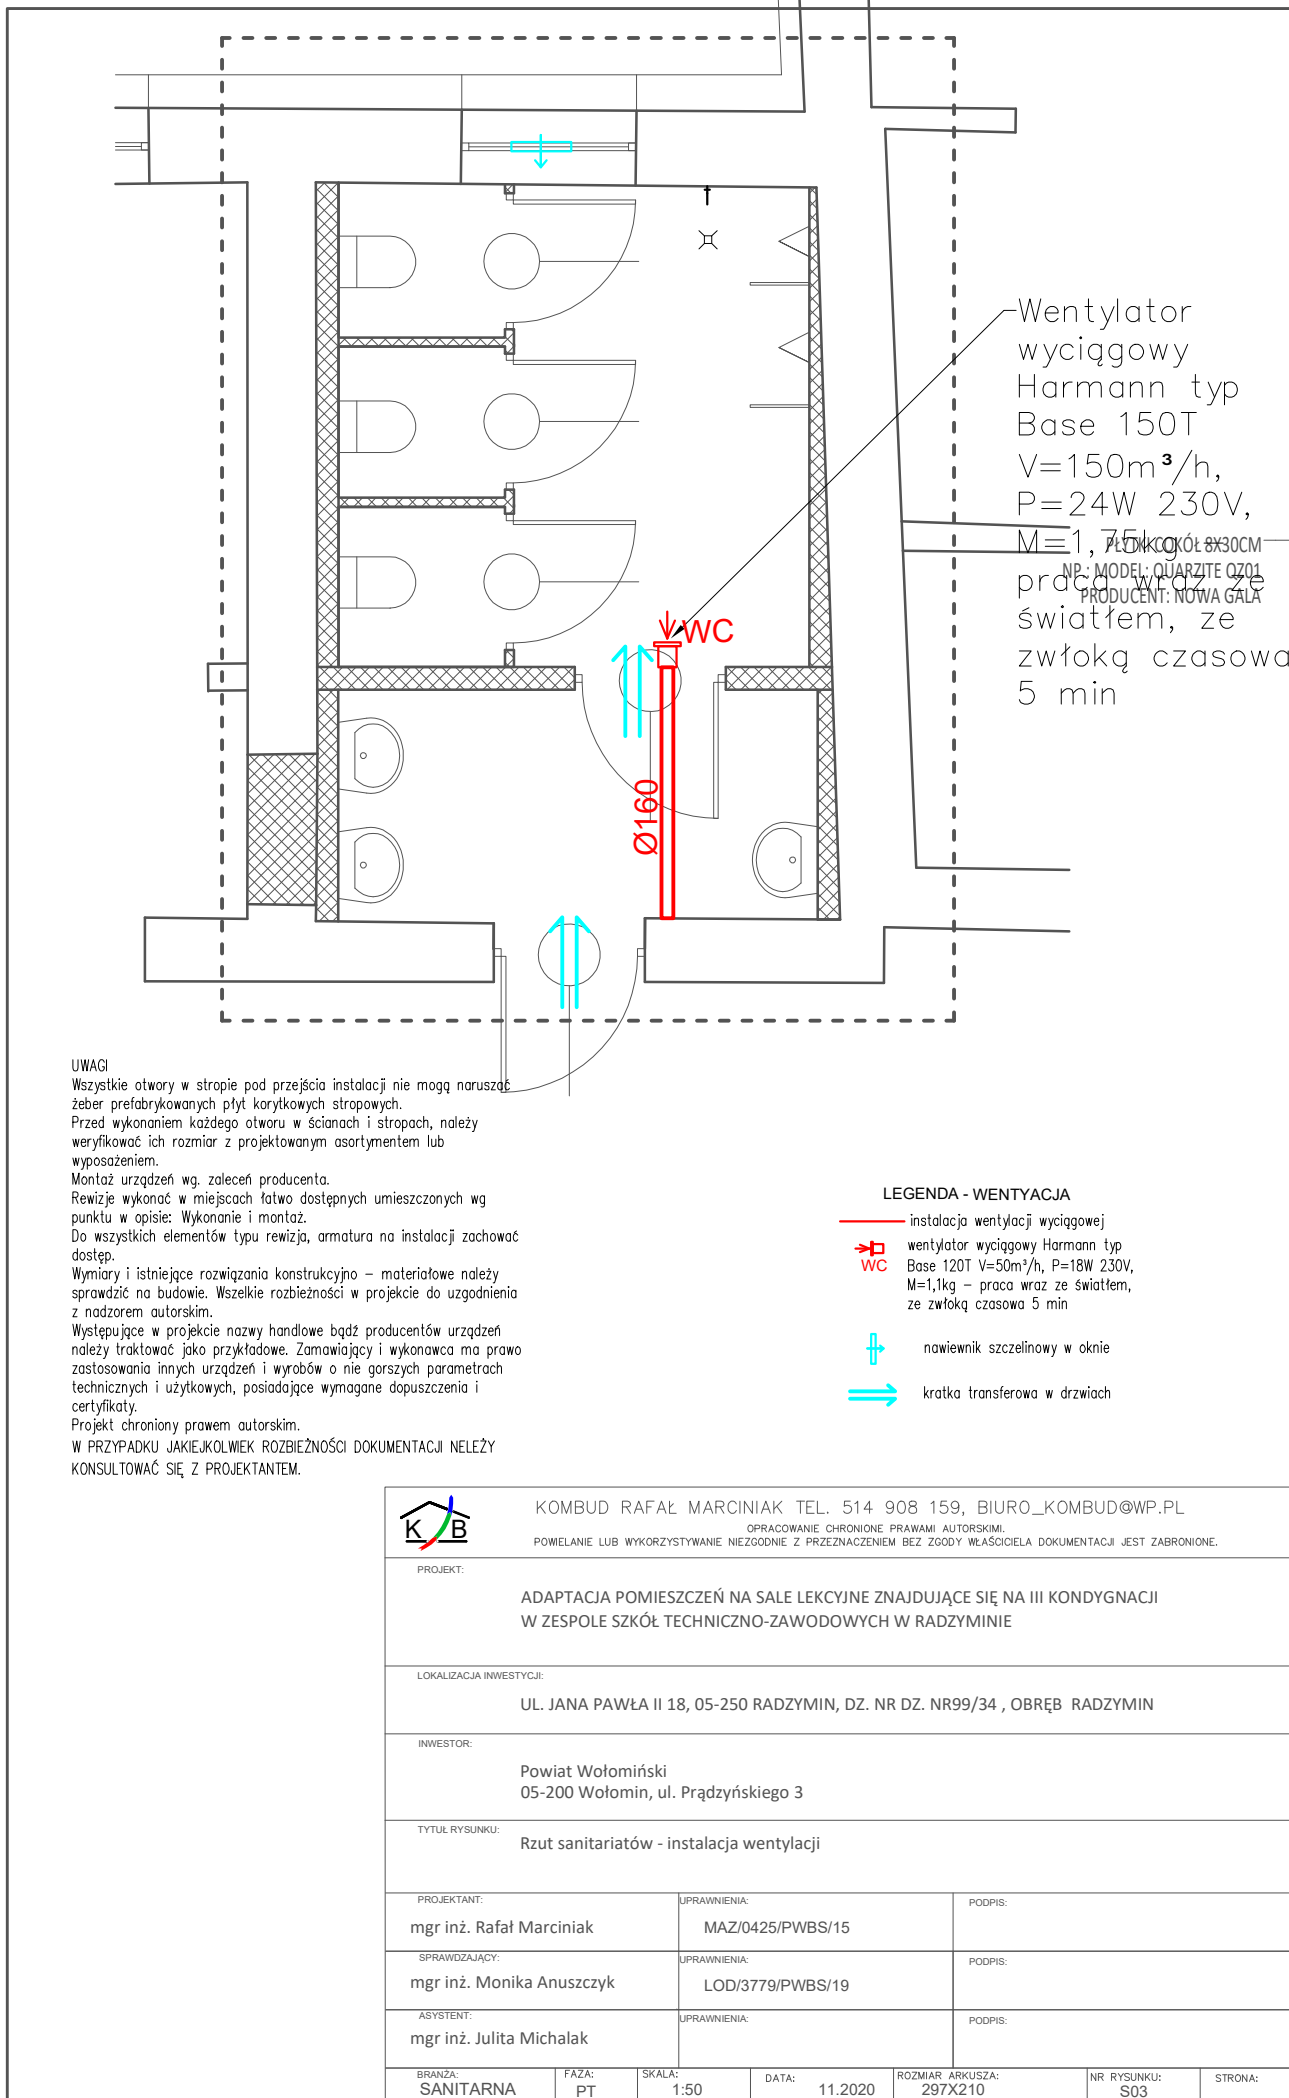 Wentylator
wyciągowy
Harmann typ
Base 150T
V=150m³/h,
P=24W 230V,
M=1,75kg –
praca wraz ze
światłem, ze
zwłoką czasowa
5 min
PŁYTKI COKÓŁ 8X30CM
NP.: MODEL: QUARZITE QZ01
PRODUCENT: NOWA GALA
WC
Ø160
UWAGI
Wszystkie otwory w stropie pod przejścia instalacji nie mogą naruszać
żeber prefabrykowanych płyt korytkowych stropowych.
Przed wykonaniem każdego otworu w ścianach i stropach, należy
weryfikować ich rozmiar z projektowanym asortymentem lub
wyposażeniem.
Montaż urządzeń wg. zaleceń producenta.
Rewizje wykonać w miejscach łatwo dostępnych umieszczonych wg
punktu w opisie: Wykonanie i montaż.
Do wszystkich elementów typu rewizja, armatura na instalacji zachować
dostęp.
Wymiary i istniejące rozwiązania konstrukcyjno – materiałowe należy
sprawdzić na budowie. Wszelkie rozbieżności w projekcie do uzgodnienia
z nadzorem autorskim.
Występujące w projekcie nazwy handlowe bądź producentów urządzeń
należy traktować jako przykładowe. Zamawiający i wykonawca ma prawo
zastosowania innych urządzeń i wyrobów o nie gorszych parametrach
technicznych i użytkowych, posiadające wymagane dopuszczenia i
certyfikaty.
Projekt chroniony prawem autorskim.
W PRZYPADKU JAKIEJKOLWIEK ROZBIEŻNOŚCI DOKUMENTACJI NELEŻY
KONSULTOWAĆ SIĘ Z PROJEKTANTEM.
LEGENDA - WENTYACJA
instalacja wentylacji wyciągowej
WC
wentylator wyciągowy Harmann typ
Base 120T V=50m³/h, P=18W 230V,
M=1,1kg – praca wraz ze światłem,
ze zwłoką czasowa 5 min
nawiewnik szczelinowy w oknie
kratka transferowa w drzwiach
K B
KOMBUD RAFAŁ MARCINIAK TEL. 514 908 159, BIURO_KOMBUD@WP.PL
OPRACOWANIE CHRONIONE PRAWAMI AUTORSKIMI.
POWIELANIE LUB WYKORZYSTYWANIE NIEZGODNIE Z PRZEZNACZENIEM BEZ ZGODY WŁAŚCICIELA DOKUMENTACJI JEST ZABRONIONE.
PROJEKT:
ADAPTACJA POMIESZCZEŃ NA SALE LEKCYJNE ZNAJDUJĄCE SIĘ NA III KONDYGNACJI
W ZESPOLE SZKÓŁ TECHNICZNO-ZAWODOWYCH W RADZYMINIE
LOKALIZACJA INWESTYCJI:
UL. JANA PAWŁA II 18, 05-250 RADZYMIN, DZ. NR DZ. NR99/34 , OBRĘB RADZYMIN
INWESTOR:
Powiat Wołomiński
05-200 Wołomin, ul. Prądzyńskiego 3
TYTUŁ RYSUNKU:
Rzut sanitariatów - instalacja wentylacji
PROJEKTANT: UPRAWNIENIA: PODPIS:
mgr inż. Rafał Marciniak MAZ/0425/PWBS/15
SPRAWDZAJĄCY: UPRAWNIENIA: PODPIS:
mgr inż. Monika Anuszczyk LOD/3779/PWBS/19
ASYSTENT: UPRAWNIENIA: PODPIS:
mgr inż. Julita Michalak
BRANŻA: FAZA: SKALA: DATA: ROZMIAR ARKUSZA: NR RYSUNKU: STRONA:
SANITARNA PT 1:50 11.2020 297X210 S03